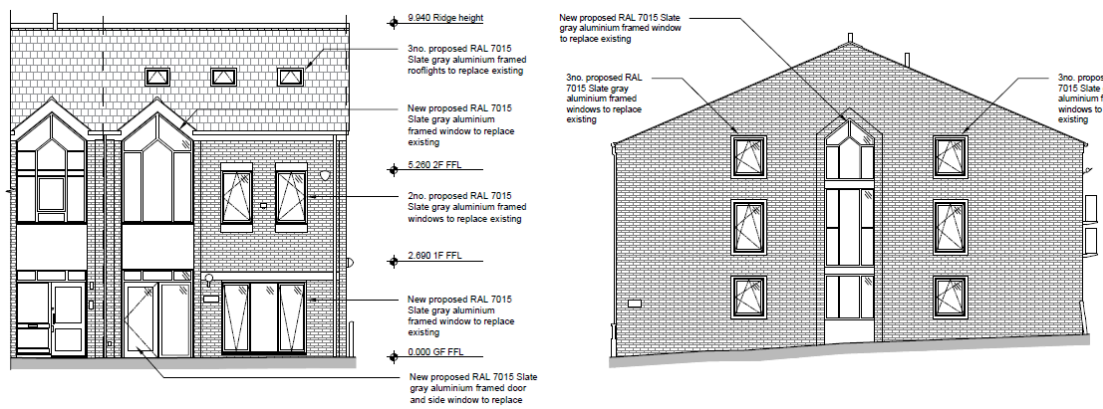 9.940 Ridge height
3no. proposed RAL 7015
Slate gray aluminium framed
rooflights to replace existing
New proposed RAL 7015
Slate gray aluminium
framed window to replace
existing
5.260 2F FFL
2no. proposed RAL 7015
Slate gray aluminium framed
windows to replace existing
2.690 1F FFL
New proposed RAL 7015
Slate gray aluminium
framed window to replace
existing
0.000 GF FFL
New proposed RAL 7015 Slate
gray aluminium framed door
and side window to replace
New proposed RAL 7015 Slate
gray aluminium framed window
to replace existing
3no. proposed RAL
7015 Slate gray
aluminium framed
windows to replace
existing
3no. propos
7015 Slate
aluminium f
windows to
existing